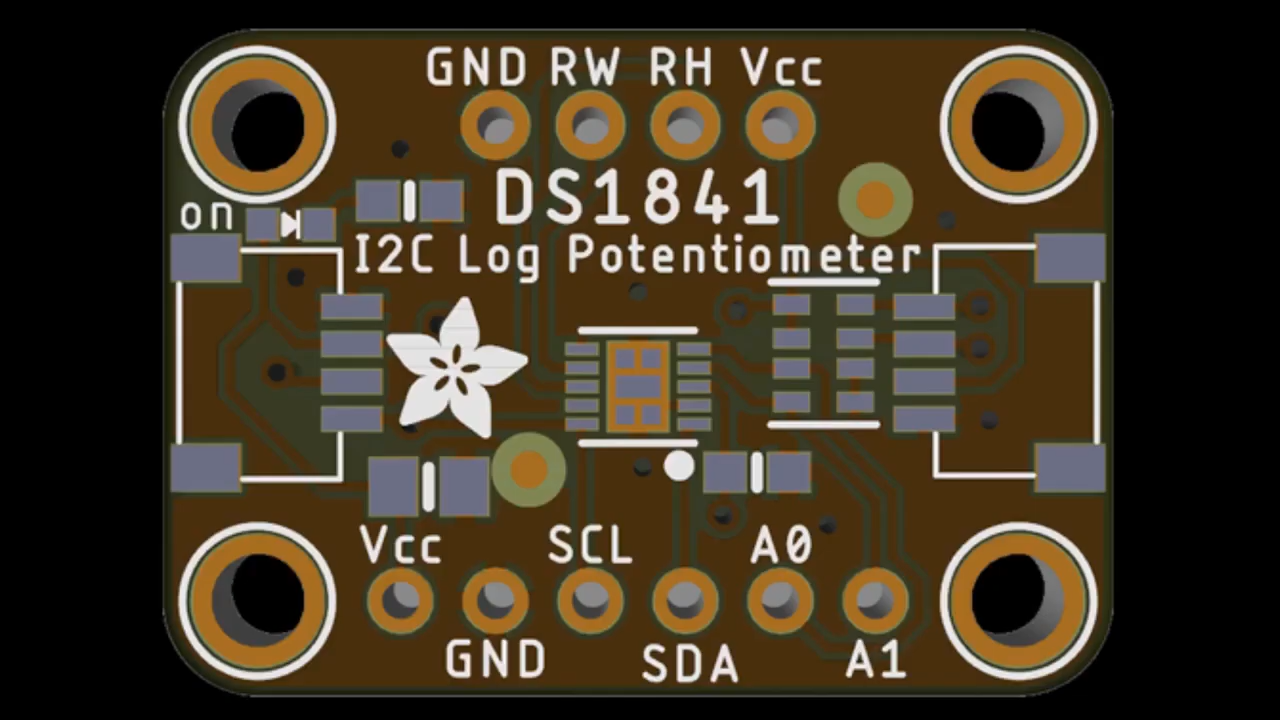 GND RW RH Vcc
DS1841
on
I2C Log Potentiometer
Vcc SCL A0
GND SDA A1